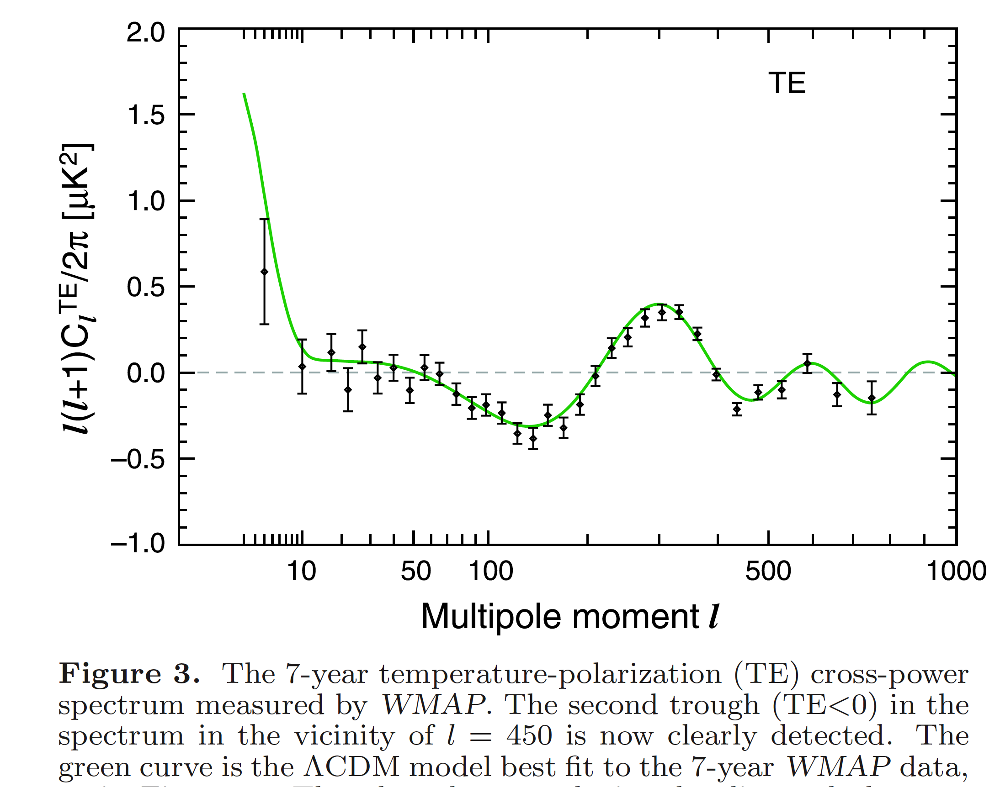 2.0
1.5
1.0
0.5
0.0
−0.5
−1.0
l(l+1)C_l^TE/2π [μK²]
TE
10 50 100 500 1000
Multipole moment l
Figure 3. The 7-year temperature-polarization (TE) cross-power
spectrum measured by WMAP. The second trough (TE<0) in the
spectrum in the vicinity of l = 450 is now clearly detected. The
green curve is the ΛCDM model best fit to the 7-year WMAP data,